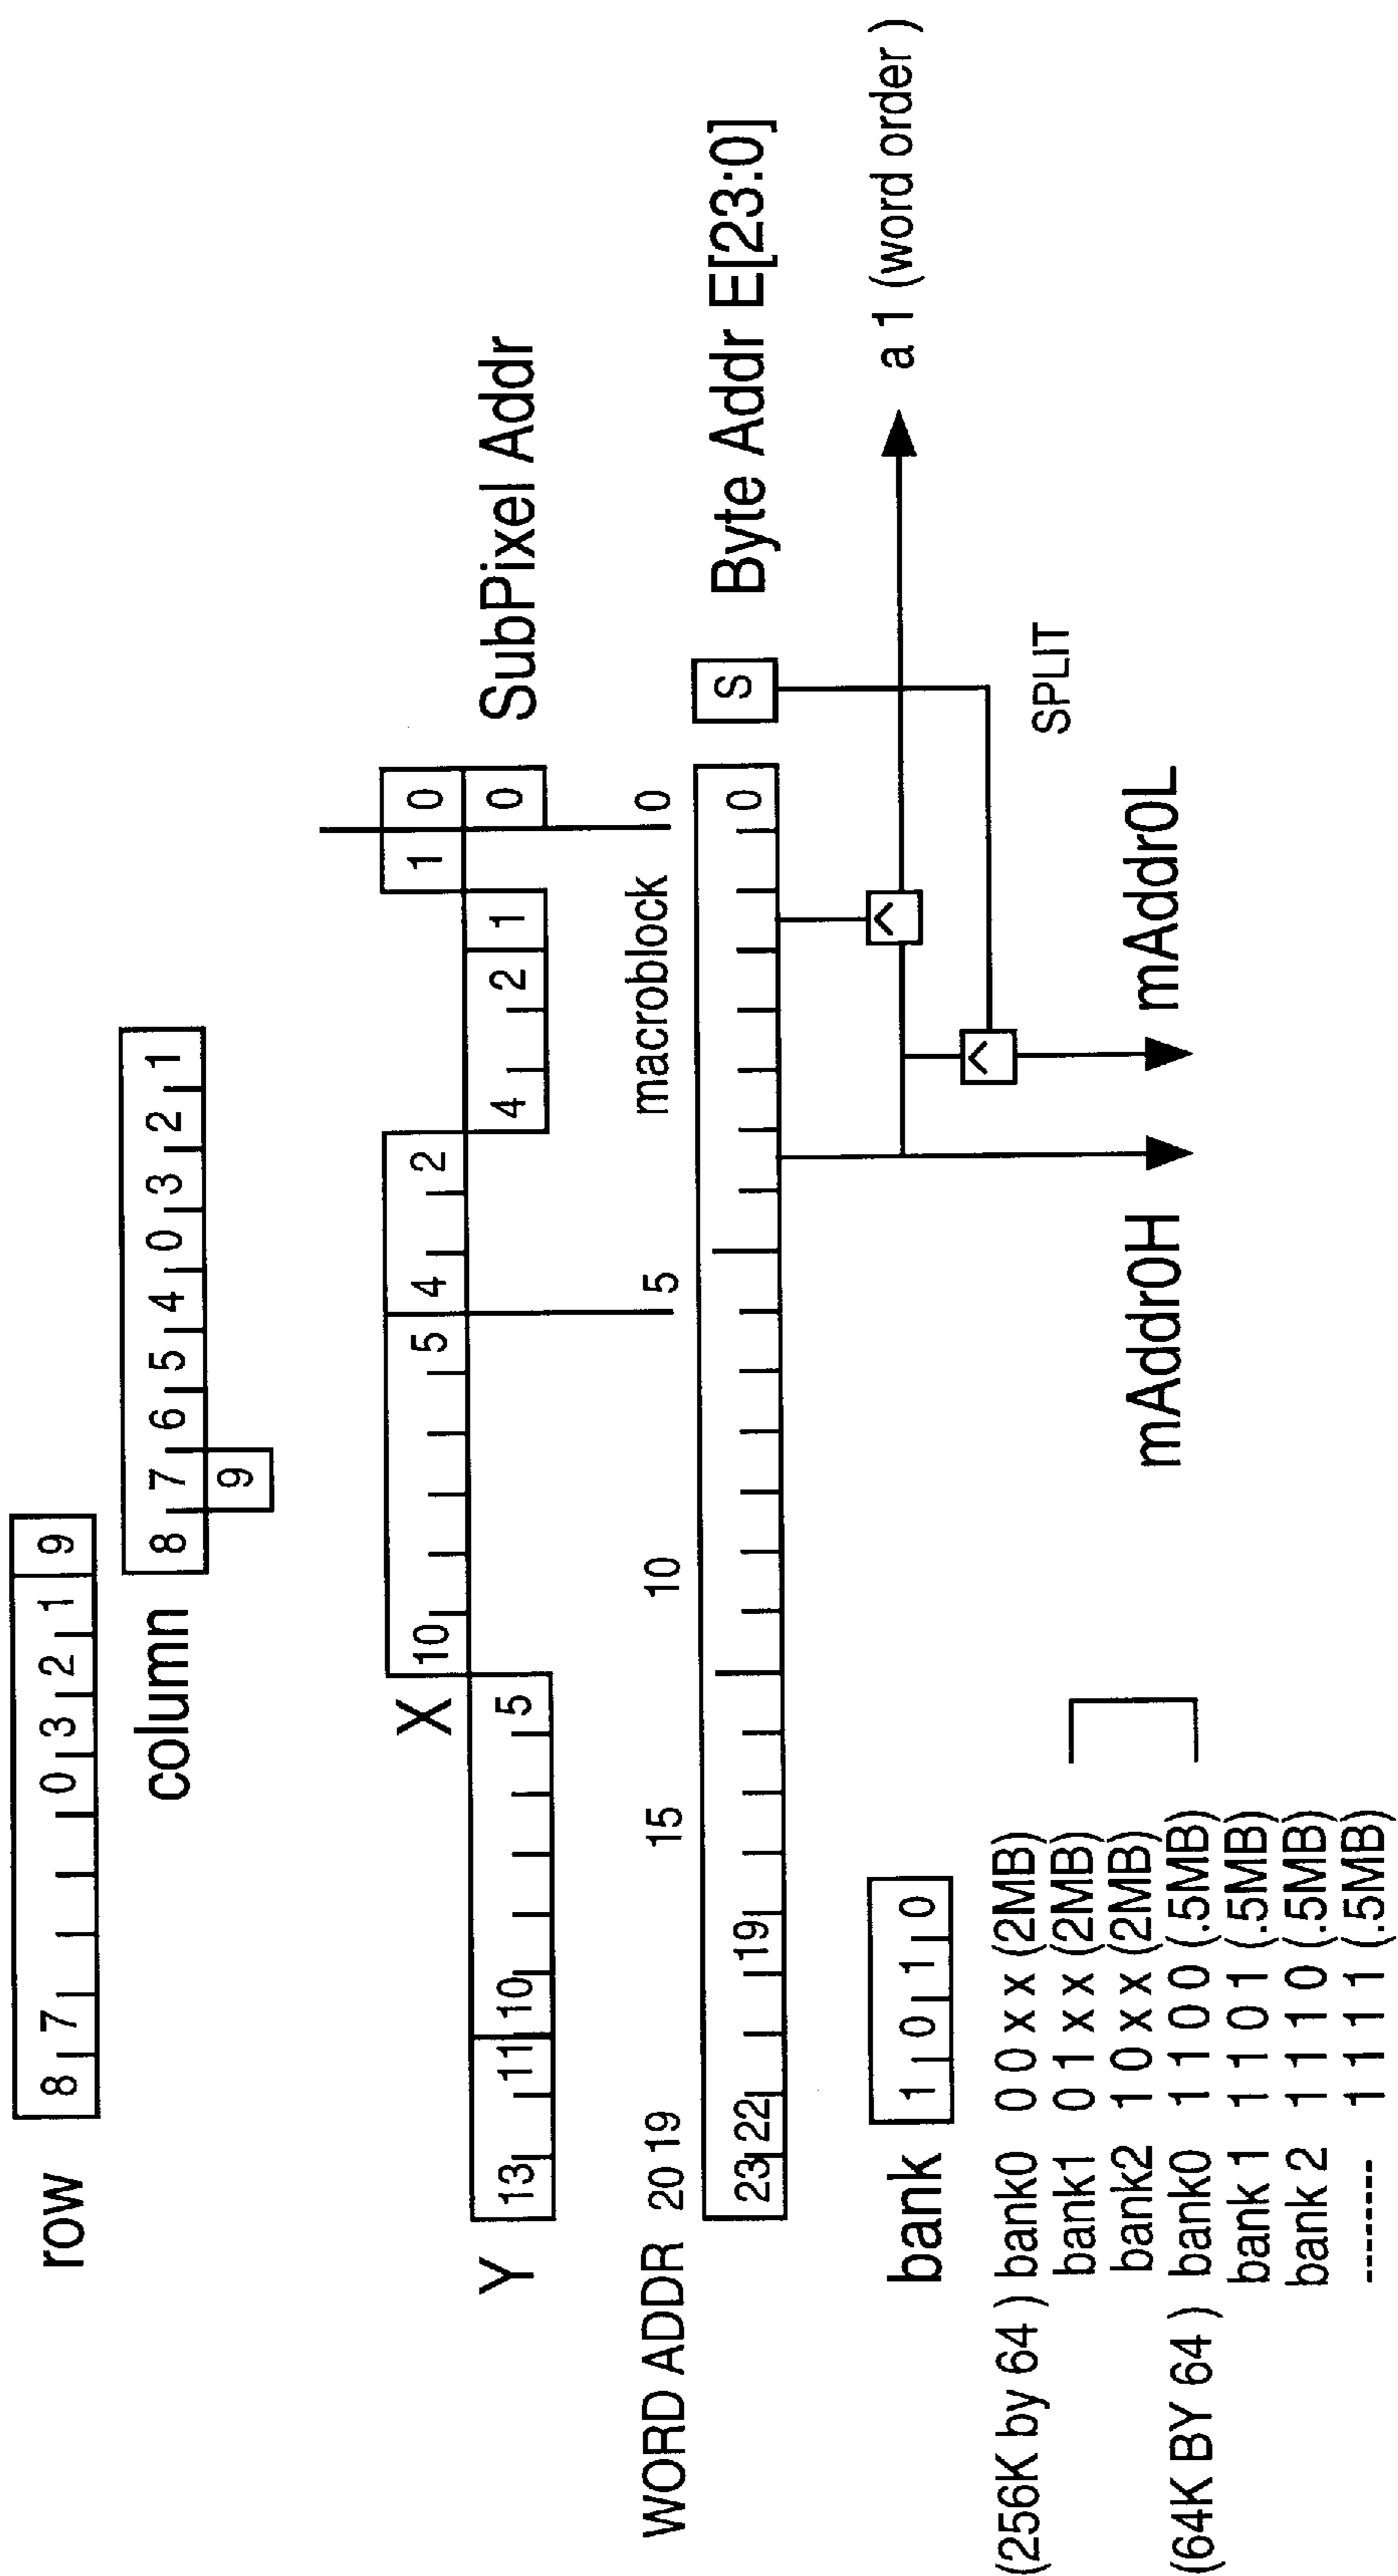 row 8 7 0 3 2 1 9
column 8 7 6 5 4 0 3 2 1
9
X 10 5 4 2 1 0
Y 13 11 10 5 4 2 1 0 SubPixel Addr
WORD ADDR 20 19 15 10 5 macroblock 0
23 22 19 0 S Byte Addr E[23:0]
bank 1 0 1 0
< a 1 (word order )
<
SPLIT
mAddr0H mAddr0L
(256K by 64 ) bank0 0 0 x x (2MB)
bank1 0 1 x x (2MB)
bank2 1 0 x x (2MB)
(64K BY 64 ) bank0 1 1 0 0 (.5MB)
bank 1 1 1 0 1 (.5MB)
bank 2 1 1 1 0 (.5MB)
------- 1 1 1 1 (.5MB)